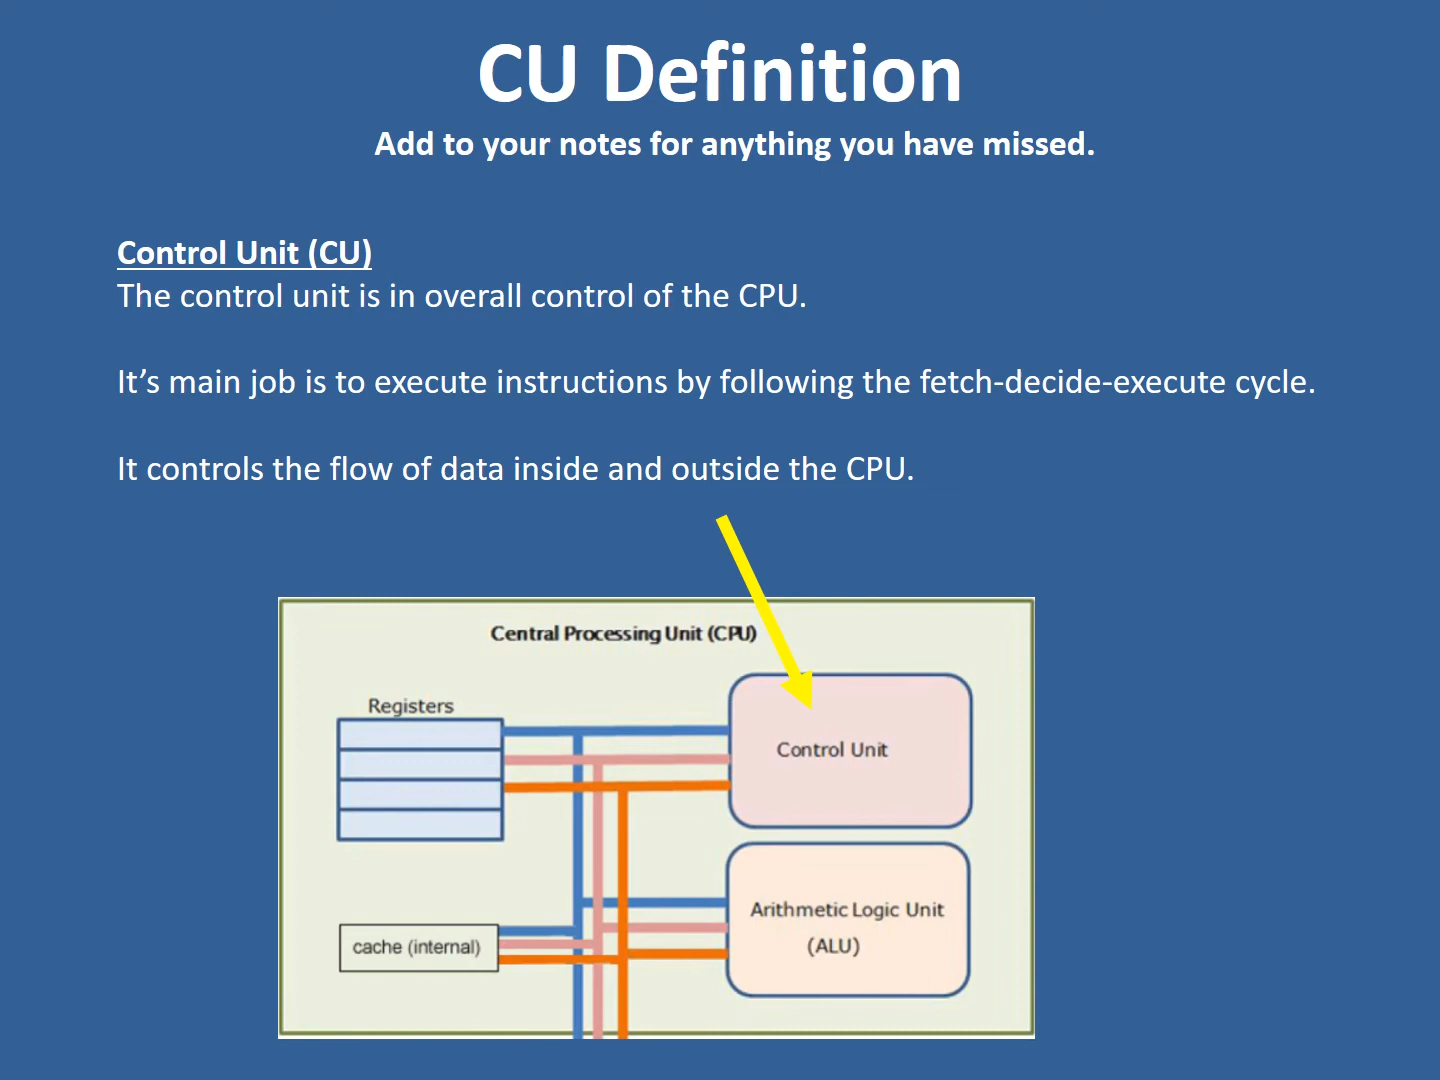 CU Definition
Add to your notes for anything you have missed.
Control Unit (CU)
The control unit is in overall control of the CPU.
It’s main job is to execute instructions by following the fetch-decide-execute cycle.
It controls the flow of data inside and outside the CPU.
Central Processing Unit (CPU)
Registers
Control Unit
Arithmetic Logic Unit
(ALU)
cache (internal)